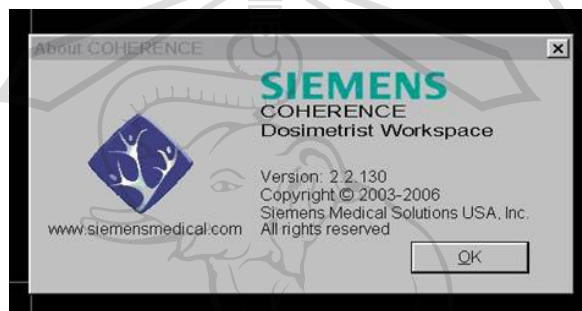 About COHERENCE
SIEMENS
COHERENCE
Dosimetrist Workspace
Version: 2.2.130
Copyright © 2003-2006
Siemens Medical Solutions USA, Inc.
www.siemensmedical.com All rights reserved
OK